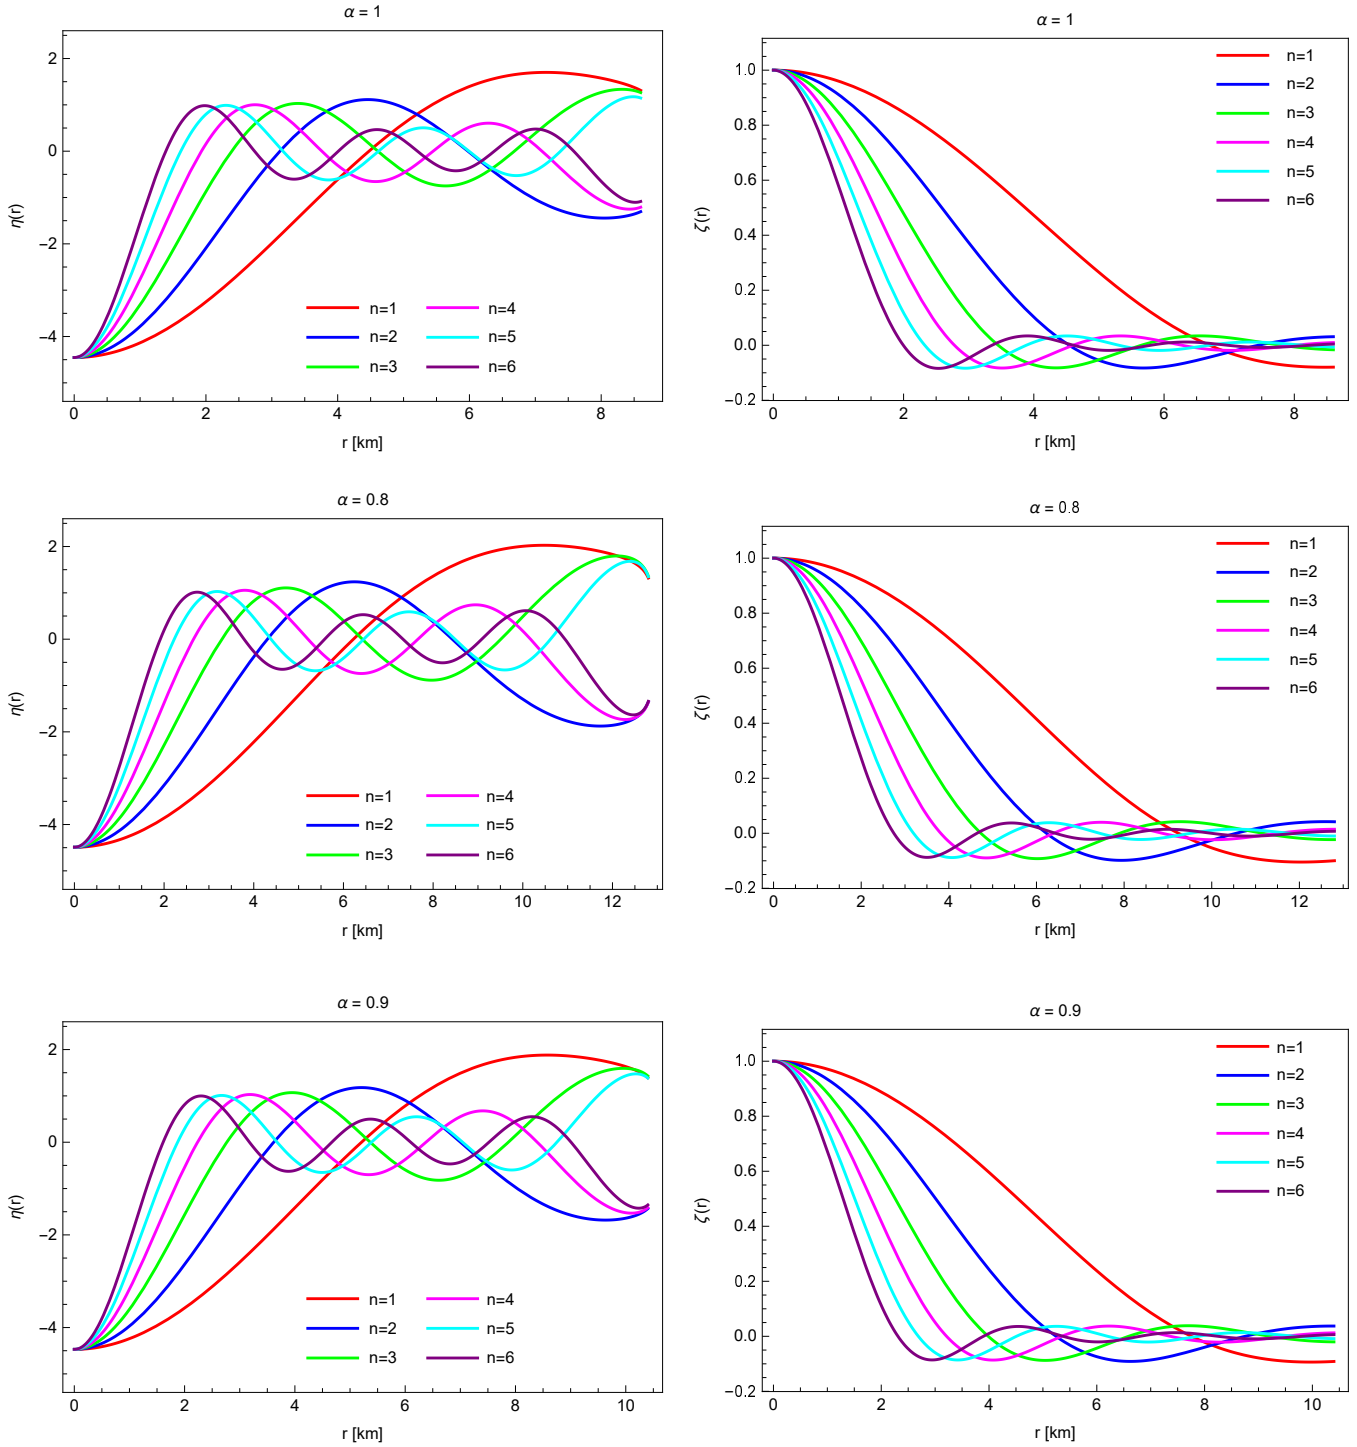 α = 1
2
0
−2
−4
η(r)
n=1 n=4
n=2 n=5
n=3 n=6
0 2 4 6 8
r [km]
α = 1
1.0
0.8
0.6
0.4
0.2
0.0
−0.2
ζ(r)
n=1
n=2
n=3
n=4
n=5
n=6
0 2 4 6 8
r [km]
α = 0.8
2
0
−2
−4
η(r)
n=1 n=4
n=2 n=5
n=3 n=6
0 2 4 6 8 10 12
r [km]
α = 0.8
1.0
0.8
0.6
0.4
0.2
0.0
−0.2
ζ(r)
n=1
n=2
n=3
n=4
n=5
n=6
0 2 4 6 8 10 12
r [km]
α = 0.9
2
0
−2
−4
η(r)
n=1 n=4
n=2 n=5
n=3 n=6
0 2 4 6 8 10
r [km]
α = 0.9
1.0
0.8
0.6
0.4
0.2
0.0
−0.2
ζ(r)
n=1
n=2
n=3
n=4
n=5
n=6
0 2 4 6 8 10
r [km]